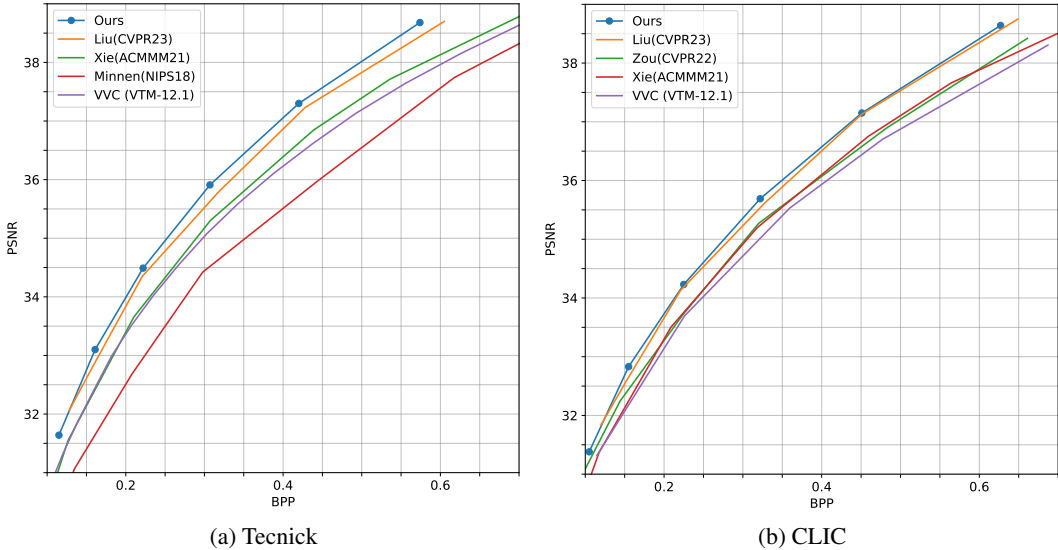 Ours
Liu(CVPR23)
Xie(ACMMM21)
Minnen(NIPS18)
VVC (VTM-12.1)
38
36
34
32
PSNR
0.2
0.4
0.6
BPP
(a) Tecnick
Ours
Liu(CVPR23)
Zou(CVPR22)
Xie(ACMMM21)
VVC (VTM-12.1)
38
36
34
32
PSNR
0.2
0.4
0.6
BPP
(b) CLIC